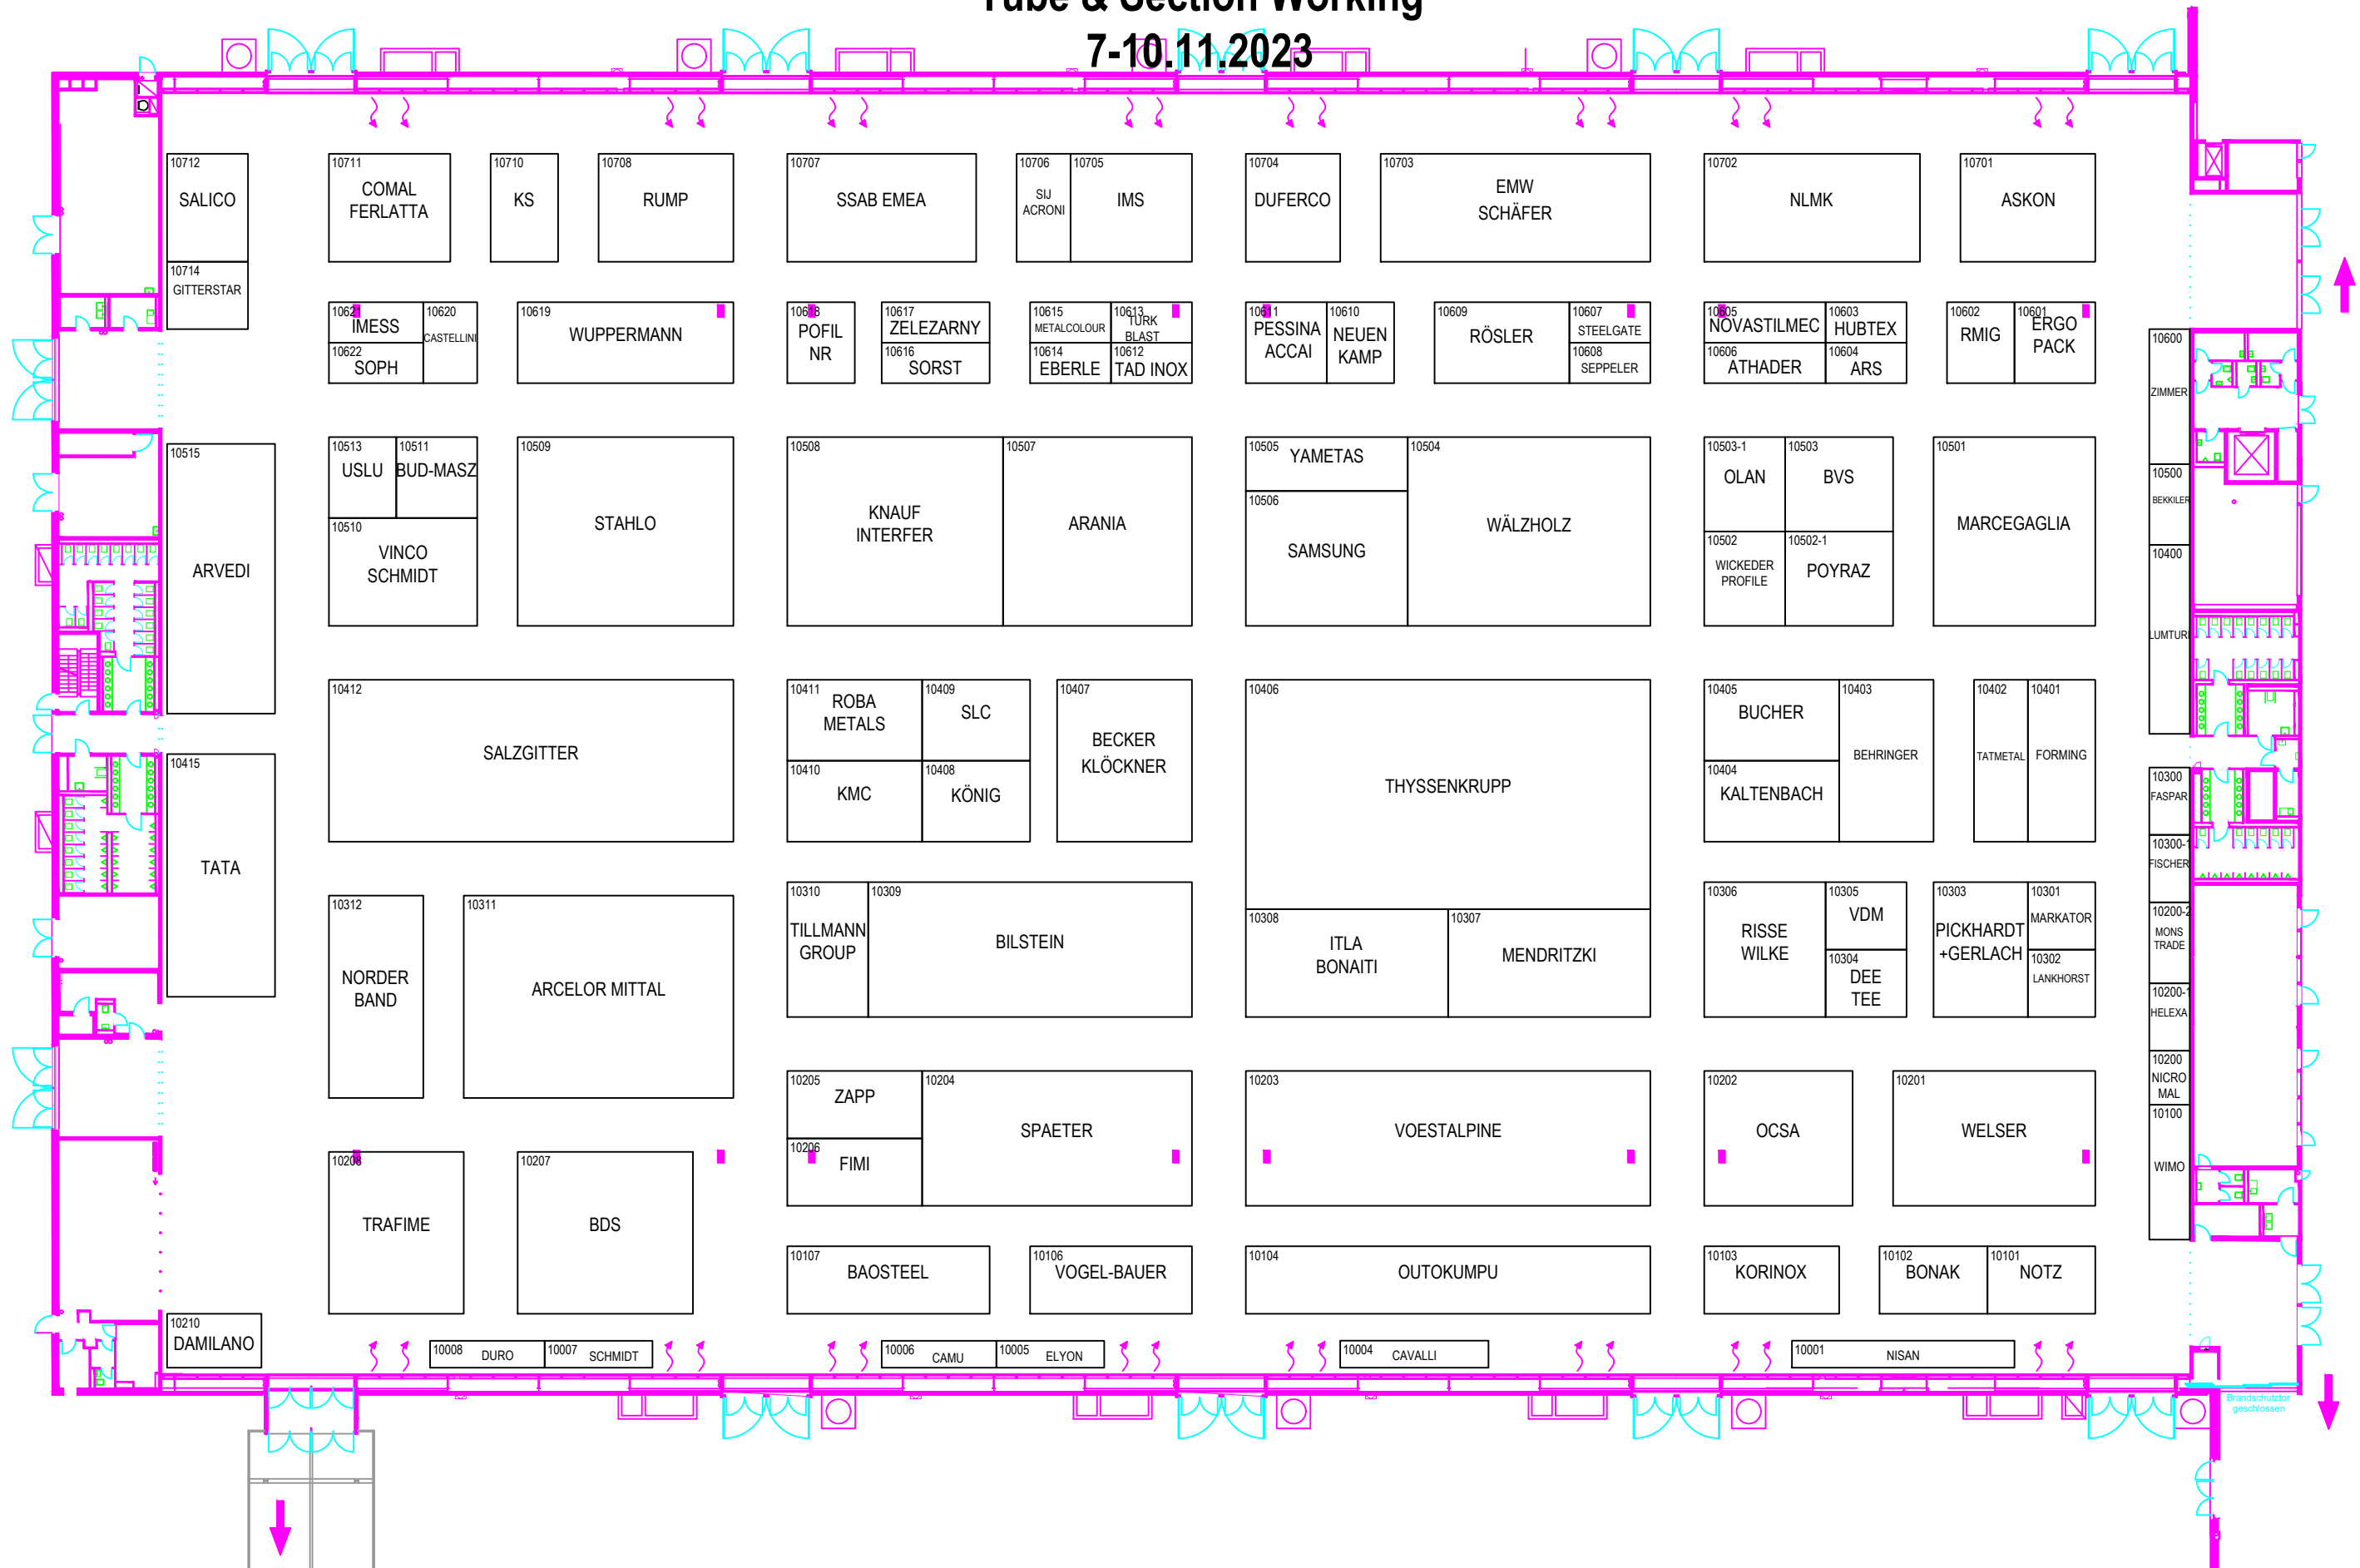 Tube & Section Working
7-10.11.2023
10712
SALICO
10714
GITTERSTAR
10711
COMAL
FERLATTA
10710
KS
10708
RUMP
10707
SSAB EMEA
10706
SIJ
ACRONI
10705
IMS
10704
DUFERCO
10703
EMW
SCHÄFER
10702
NLMK
10701
ASKON
10621
IMESS
10622
SOPH
10620
CASTELLINI
10619
WUPPERMANN
10618
POFIL
NR
10617
ZELEZARNY
10616
SORST
10615
METALCOLOUR
10614
EBERLE
10613
TURK
BLAST
10612
TAD INOX
10611
PESSINA
ACCAI
10610
NEUEN
KAMP
10609
RÖSLER
10607
STEELGATE
10608
SEPPELER
10605
NOVASTILMEC
10606
ATHADER
10603
HUBTEX
10604
ARS
10602
RMIG
10601
ERGO
PACK
10600
ZIMMER
10500
BEKKILER
10400
LUMTURI
10515
ARVEDI
10513
USLU
10511
BUD-MASZ
10510
VINCO
SCHMIDT
10509
STAHLO
10508
KNAUF
INTERFER
10507
ARANIA
10505
YAMETAS
10506
SAMSUNG
10504
WÄLZHOLZ
10503-1
OLAN
10503
BVS
10502
WICKEDER
PROFILE
10502-1
POYRAZ
10501
MARCEGAGLIA
10415
TATA
10412
SALZGITTER
10411
ROBA
METALS
10409
SLC
10410
KMC
10408
KÖNIG
10407
BECKER
KLÖCKNER
10406
THYSSENKRUPP
10405
BUCHER
10404
KALTENBACH
10403
BEHRINGER
10402
TATMETAL
10401
FORMING
10300
FASPAR
10300-1
FISCHER
10200-2
MONS
TRADE
10200-1
HELEXA
10200
NICRO
MAL
10100
WIMO
10312
NORDER
BAND
10311
ARCELOR MITTAL
10310
TILLMANN
GROUP
10309
BILSTEIN
10308
ITLA
BONAITI
10307
MENDRITZKI
10306
RISSE
WILKE
10305
VDM
10304
DEE
TEE
10303
PICKHARDT
+GERLACH
10301
MARKATOR
10302
LANKHORST
10208
TRAFIME
10207
BDS
10205
ZAPP
10206
FIMI
10204
SPAETER
10203
VOESTALPINE
10202
OCSA
10201
WELSER
10107
BAOSTEEL
10106
VOGEL-BAUER
10104
OUTOKUMPU
10103
KORINOX
10102
BONAK
10101
NOTZ
10210
DAMILANO
10008
DURO
10007
SCHMIDT
10006
CAMU
10005
ELYON
10004
CAVALLI
10001
NISAN
Brandschutztor
geschlossen